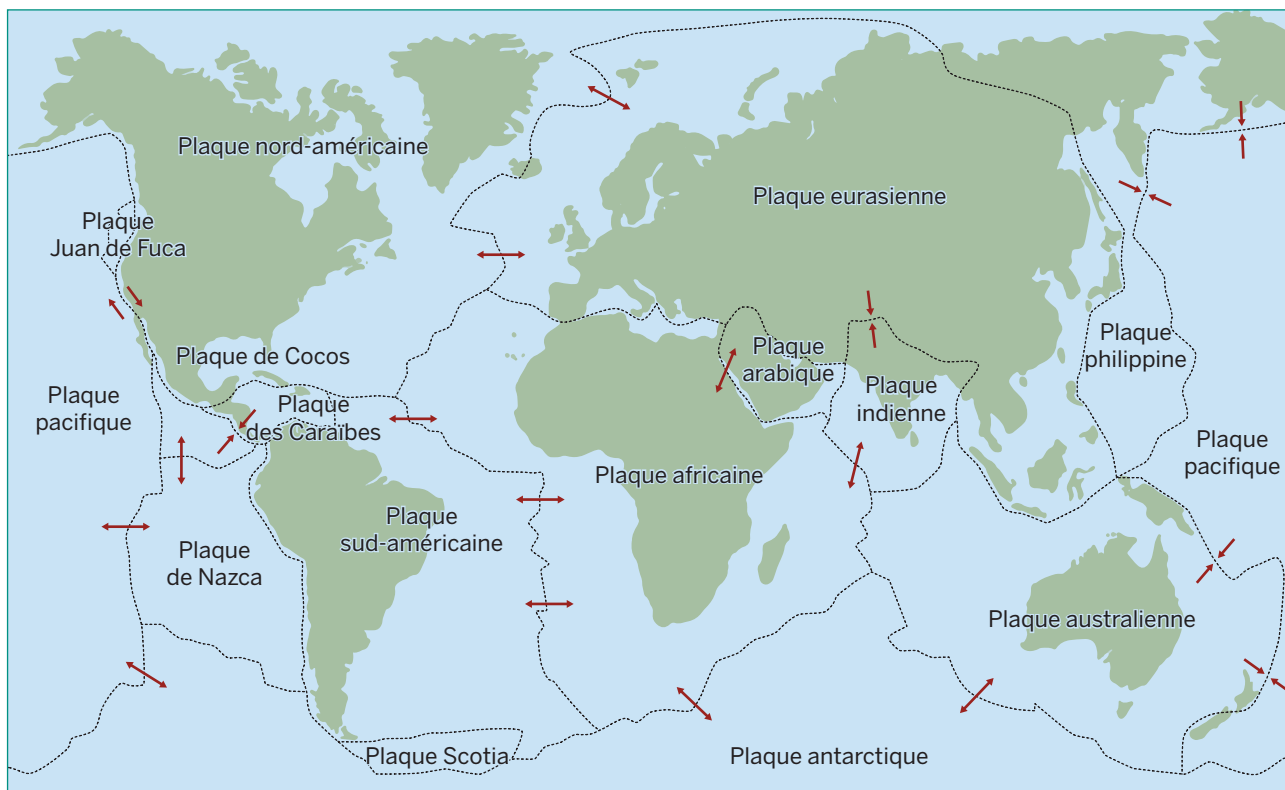 Plaque nord-américaine
Plaque eurasienne
Plaque
Juan de Fuca
Plaque de Cocos
Plaque
arabique
Plaque
philippine
Plaque
pacifique
Plaque
des Caraïbes
Plaque
indienne
Plaque
pacifique
Plaque africaine
Plaque
sud-américaine
Plaque
de Nazca
Plaque australienne
Plaque Scotia
Plaque antarctique